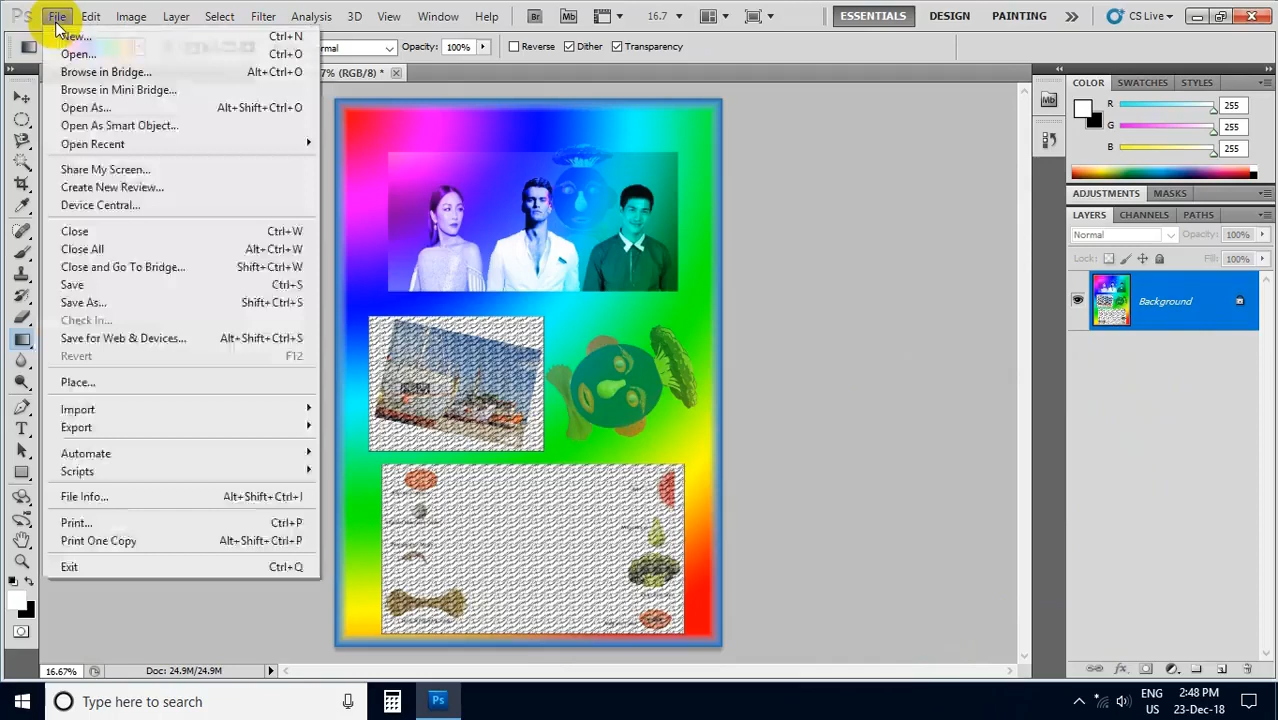 Ps File Edit Image Layer Select Filter Analysis 3D View Window Help Br Mb 16.7 ESSENTIALS DESIGN PAINTING CS Live
Opacity: 100% Reverse Dither Transparency
7% (RGB/8) *
New... Ctrl+N
Open... Ctrl+O
Browse in Bridge... Alt+Ctrl+O
Browse in Mini Bridge...
Open As... Alt+Shift+Ctrl+O
Open As Smart Object...
Open Recent
Share My Screen...
Create New Review...
Device Central...
Close Ctrl+W
Close All Alt+Ctrl+W
Close and Go To Bridge... Shift+Ctrl+W
Save Ctrl+S
Save As... Shift+Ctrl+S
Check In...
Save for Web & Devices... Alt+Shift+Ctrl+S
Revert F12
Place...
Import
Export
Automate
Scripts
File Info... Alt+Shift+Ctrl+I
Print... Ctrl+P
Print One Copy Alt+Shift+Ctrl+P
Exit Ctrl+Q
Mb
COLOR SWATCHES STYLES
R 255
G 255
B 255
ADJUSTMENTS MASKS
LAYERS CHANNELS PATHS
Normal Opacity: 100%
Lock: Fill: 100%
Background
16.67% Doc: 24.9M/24.9M
Type here to search
Ps
ENG
US
2:48 PM
23-Dec-18